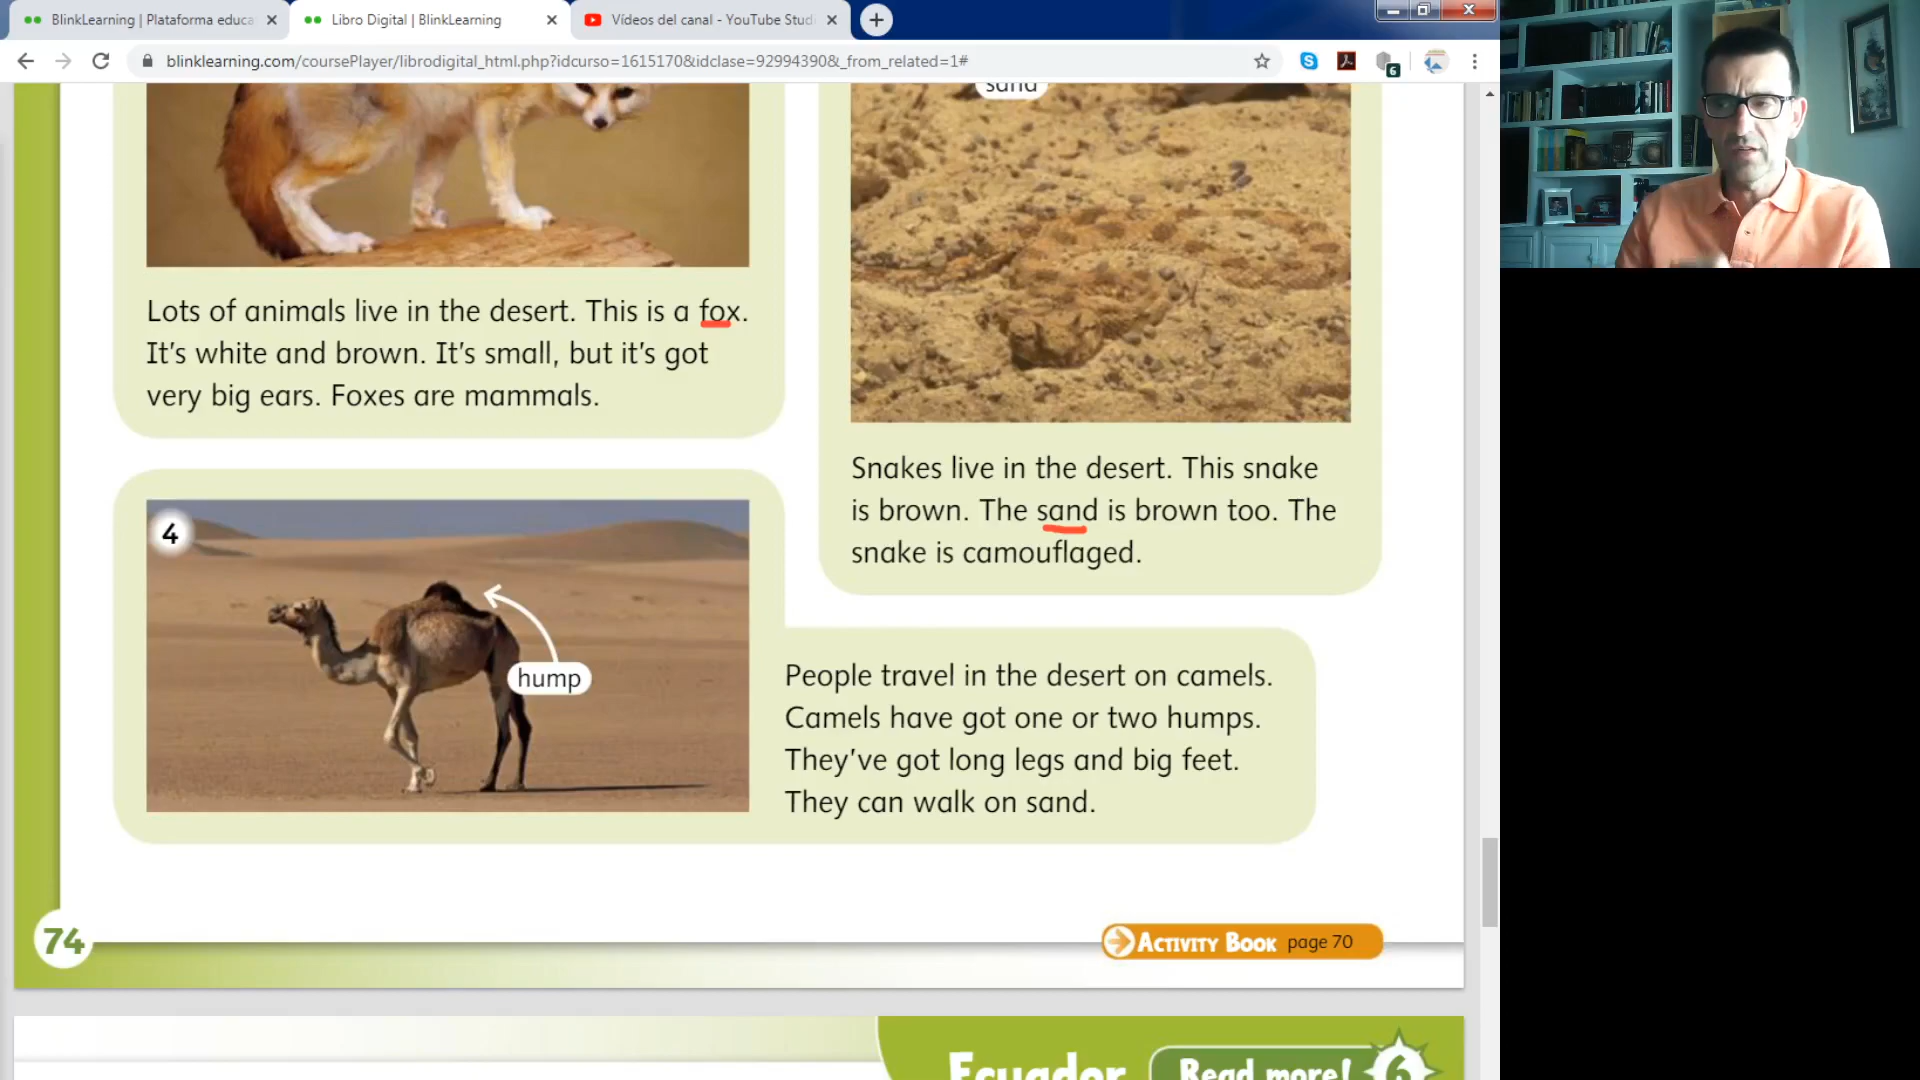 BlinkLearning | Plataforma educa
Libro Digital | BlinkLearning
Vídeos del canal - YouTube Studi
blinklearning.com/coursePlayer/librodigital_html.php?idcurso=1615170&idclase=92994390&_from_related=1#
6
sand
Lots of animals live in the desert. This is a fox.
It's white and brown. It's small, but it's got
very big ears. Foxes are mammals.
Snakes live in the desert. This snake
is brown. The sand is brown too. The
snake is camouflaged.
4
hump
People travel in the desert on camels.
Camels have got one or two humps.
They've got long legs and big feet.
They can walk on sand.
74
ACTIVITY BOOK page 70
Ecuador
Read more! 6